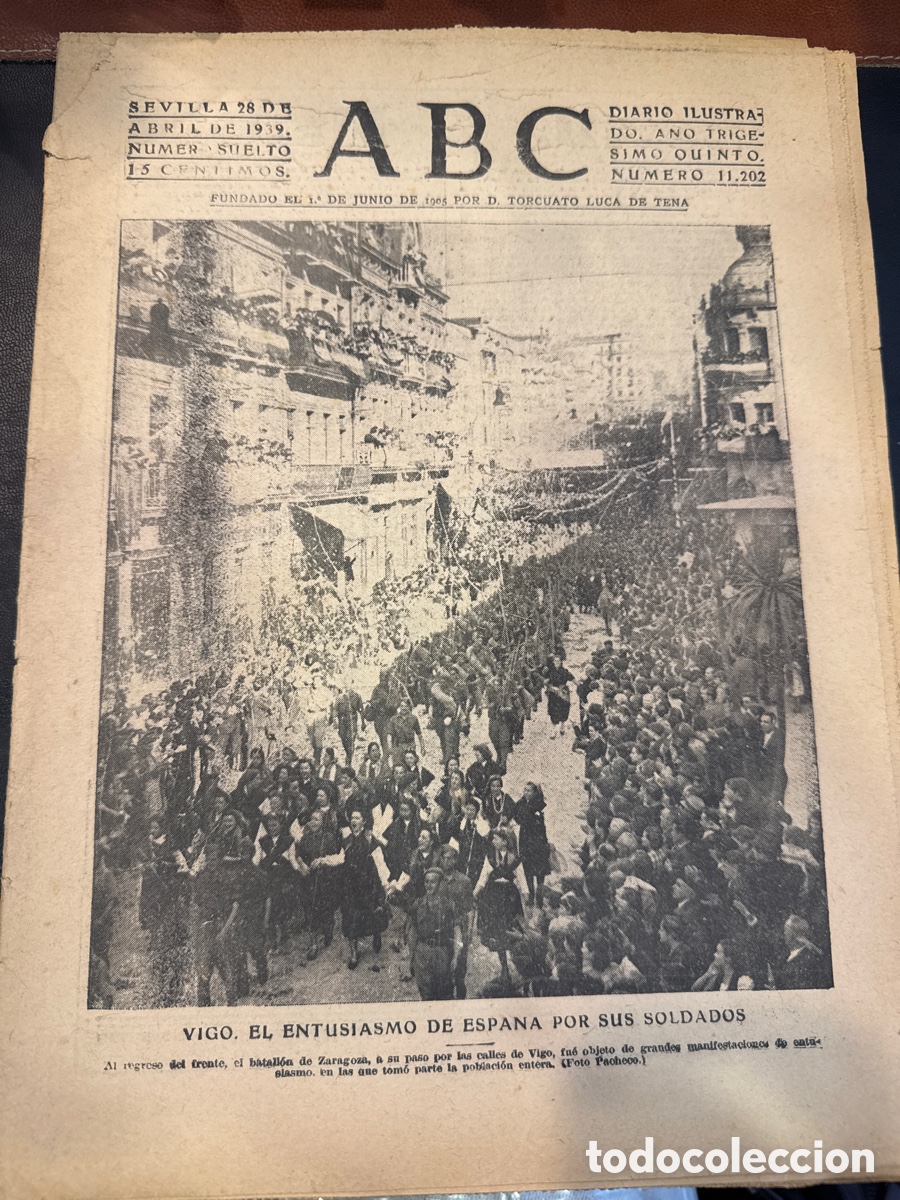 SEVILLA 28 DE
ABRIL DE 1939.
NUMERO SUELTO
15 CENTIMOS.
ABC
DIARIO ILUSTRA-
DO. AÑO TRIGE-
SIMO QUINTO.
NUMERO 11.202
FUNDADO EL 1.º DE JUNIO DE 1905 POR D. TORCUATO LUCA DE TENA
VIGO. EL ENTUSIASMO DE ESPAÑA POR SUS SOLDADOS
Al regreso del frente, el batallón de Zaragoza, a su paso por las calles de Vigo, fué objeto de grandes manifestaciones de entu-
siasmo, en las que tomó parte la población entera. (Foto Pacheco.)
todocoleccion